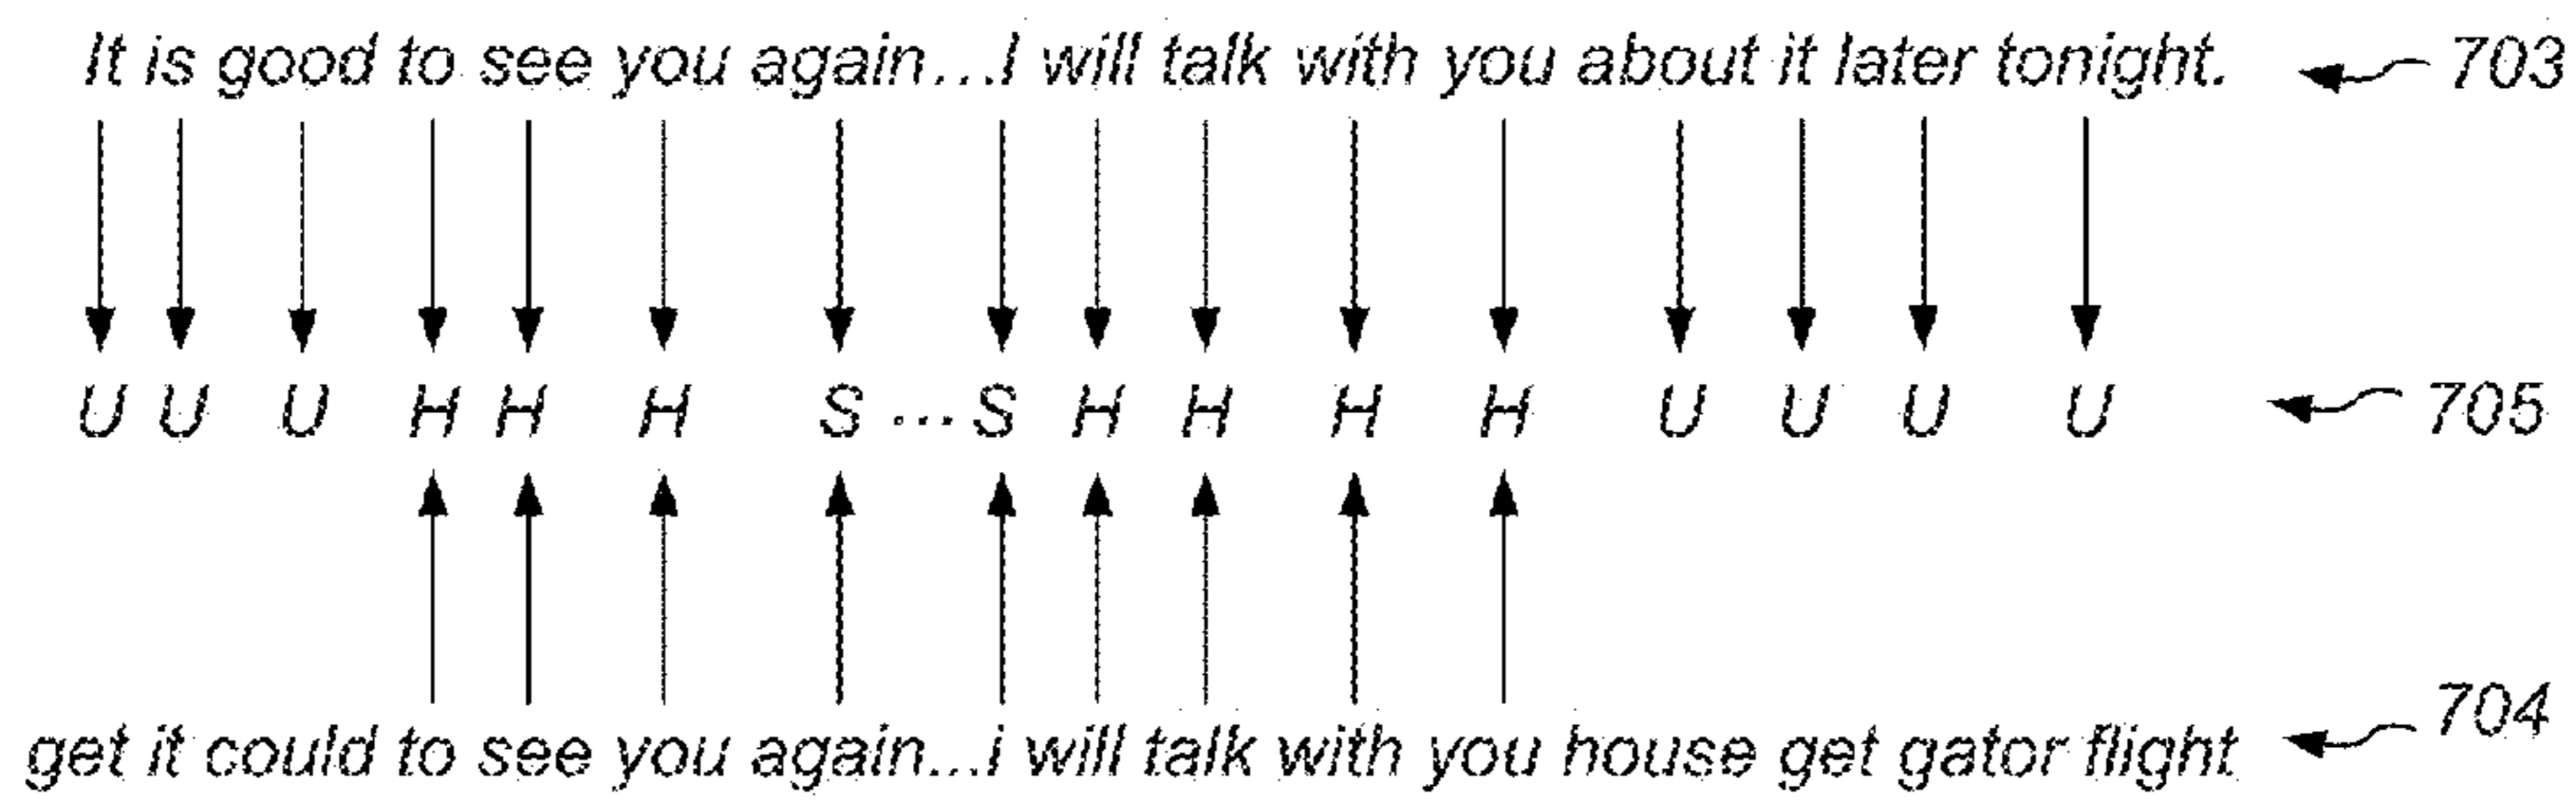 It is good to see you again...I will talk with you about it later tonight. 703
U U U H H H S ... S H H H H U U U U 705
get it could to see you again...i will talk with you house get gator flight 704